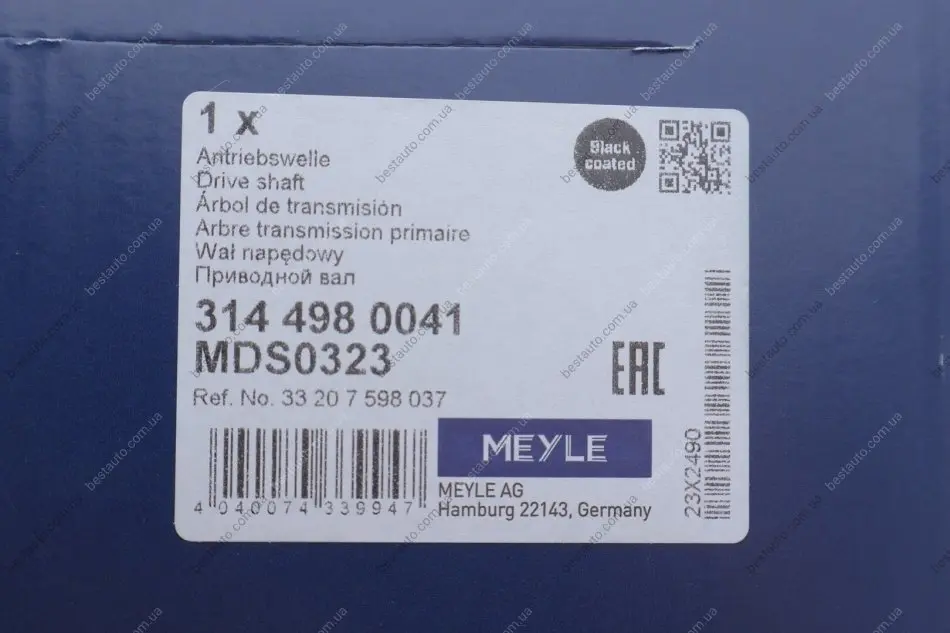 1 x
Antriebswelle
Drive shaft
Árbol de transmisión
Arbre transmission primaire
Wał napędowy
Приводной вал
314 498 0041
MDS0323
Ref. No. 33 20 7 598 037
Black
coated
EAC
4 040074 339947
MEYLE
MEYLE AG
Hamburg 22143, Germany
23X2490
bestauto.com.ua